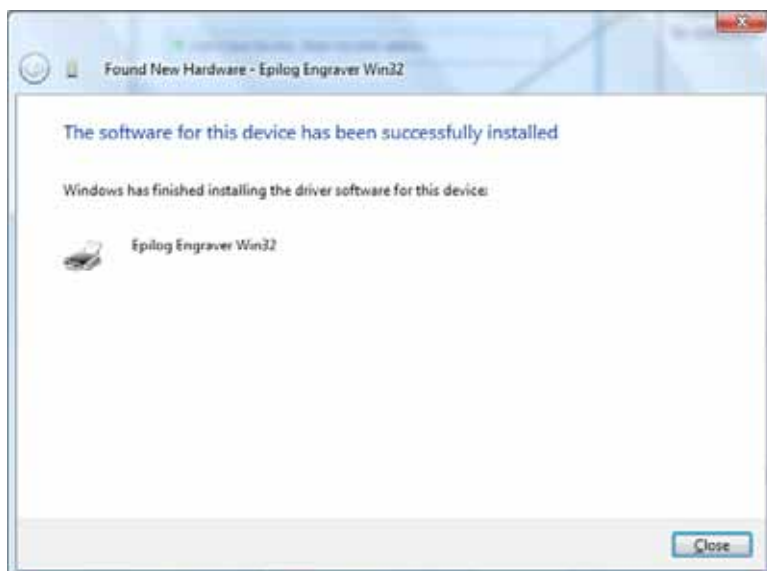 Found New Hardware - Epilog Engraver Win32
The software for this device has been successfully installed
Windows has finished installing the driver software for this device:
Epilog Engraver Win32
Close